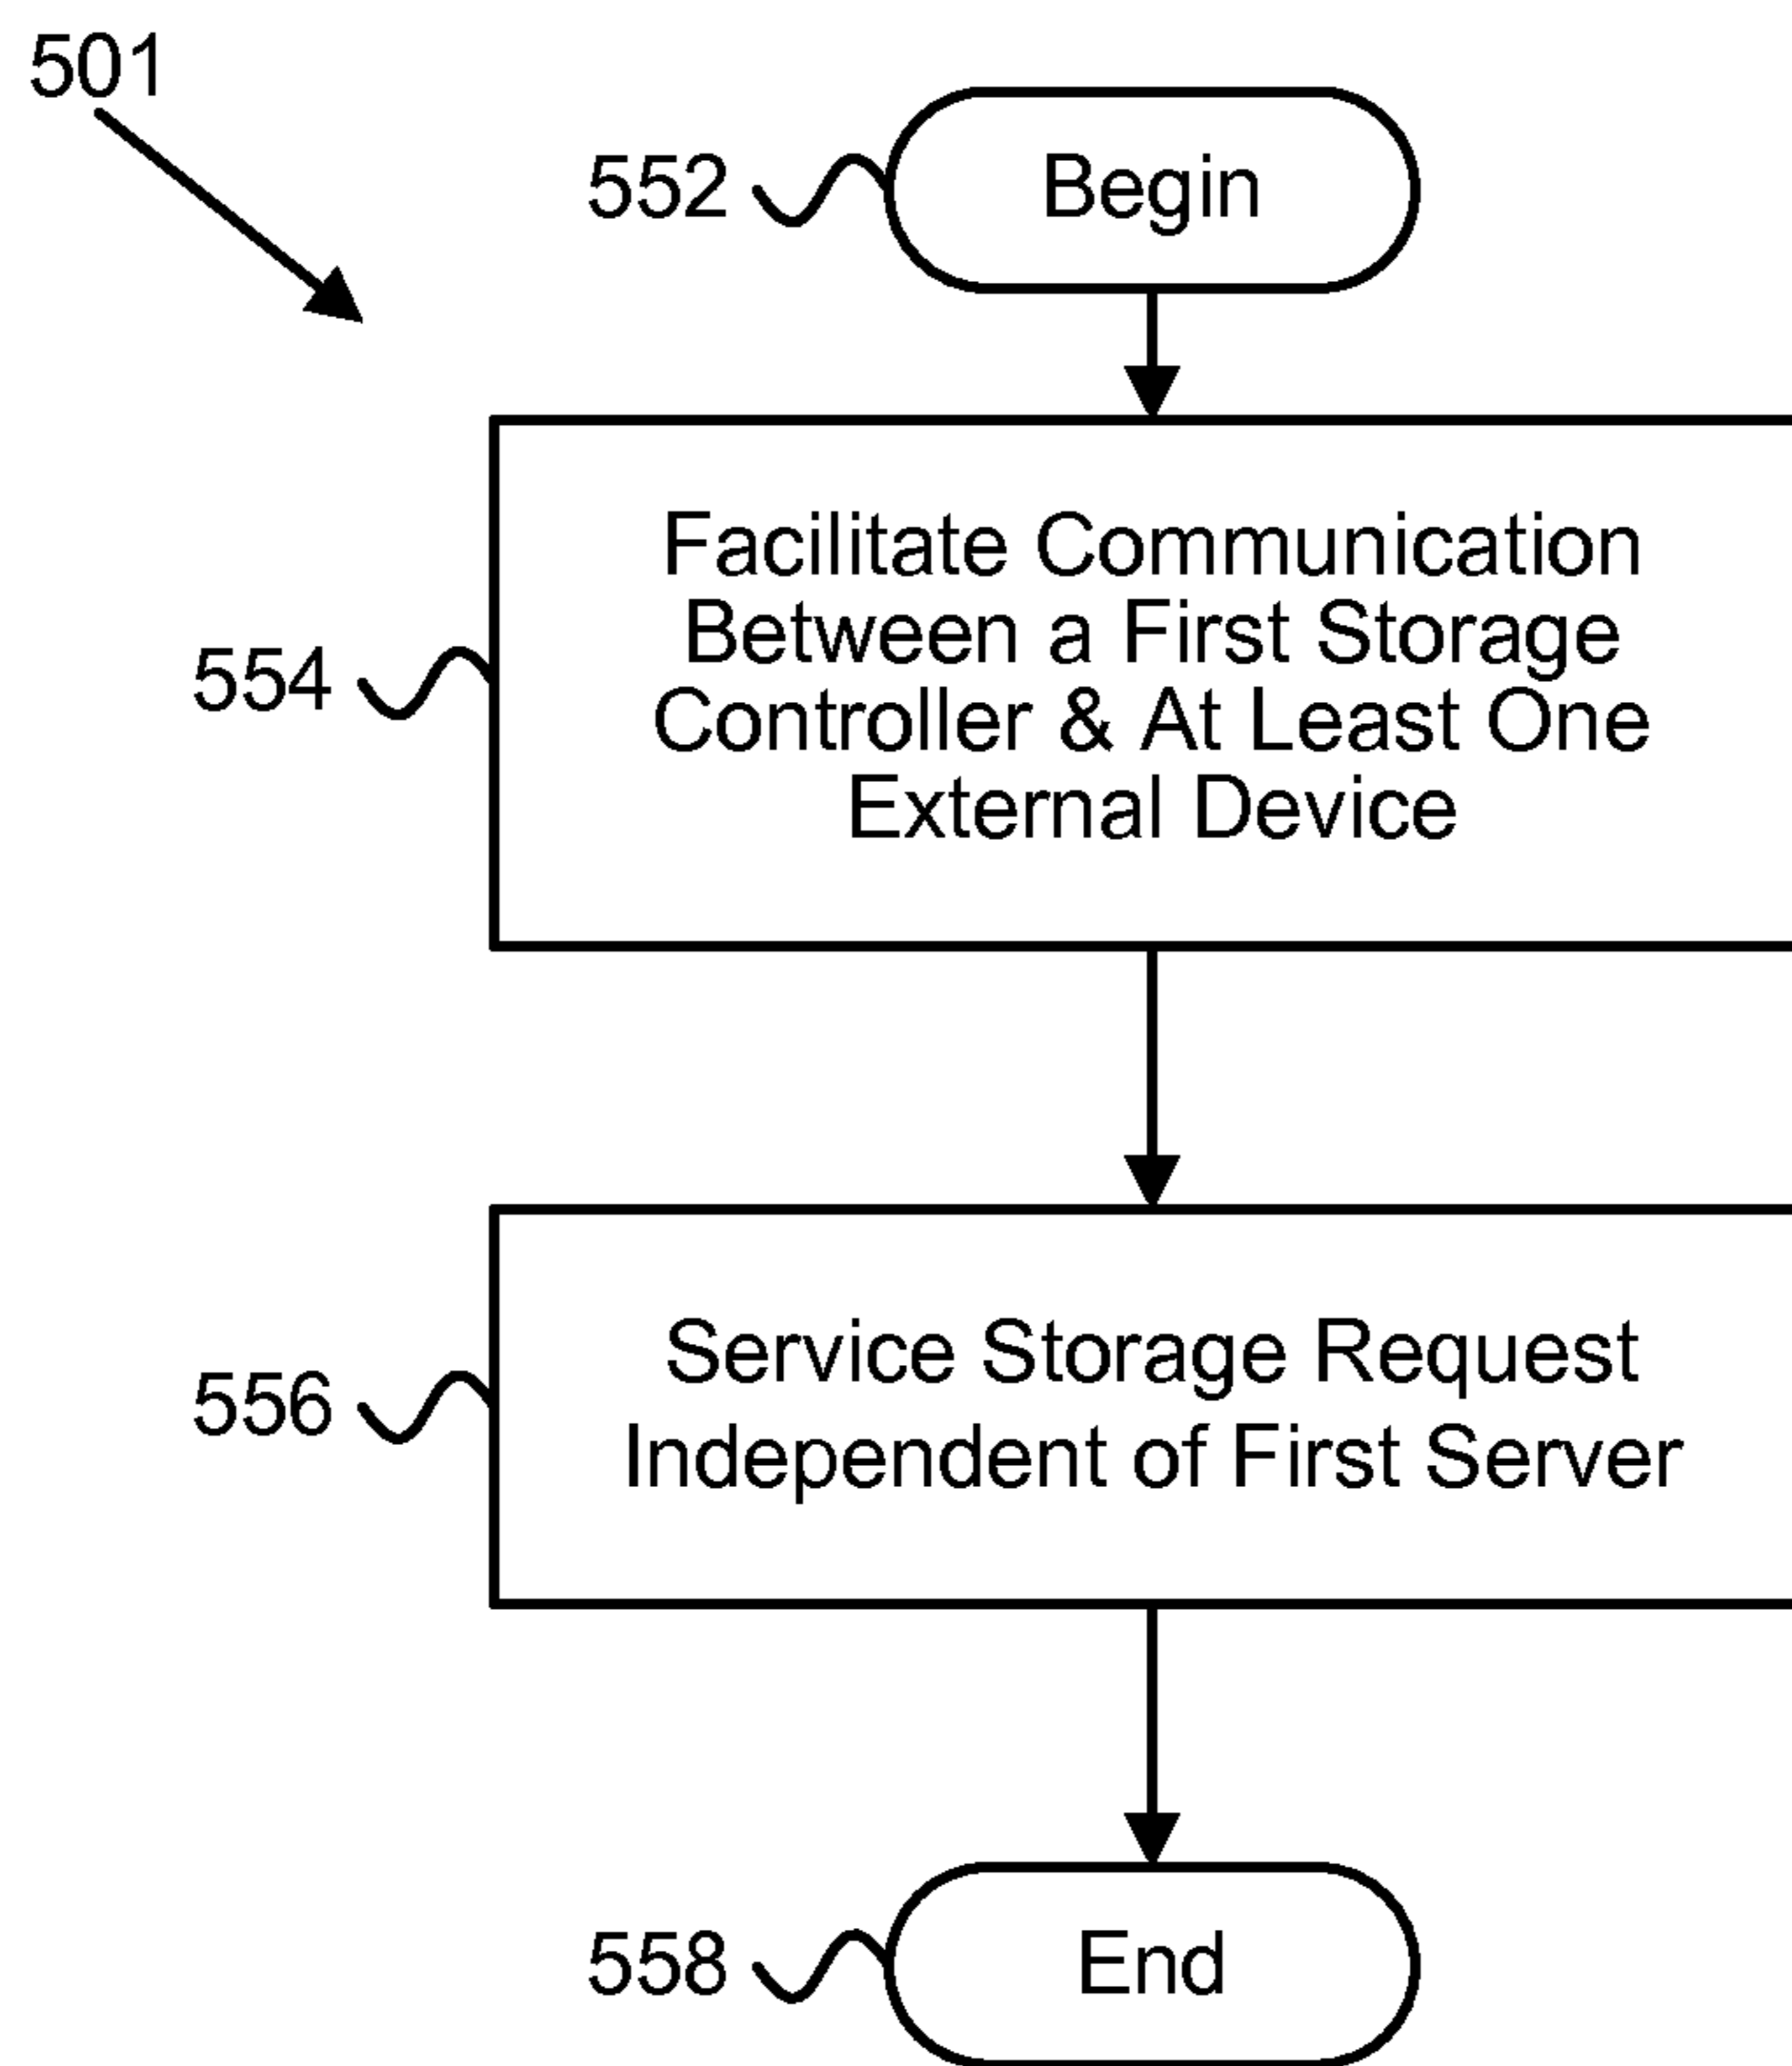 501
552
Begin
554
Facilitate Communication
Between a First Storage
Controller & At Least One
External Device
556
Service Storage Request
Independent of First Server
558
End